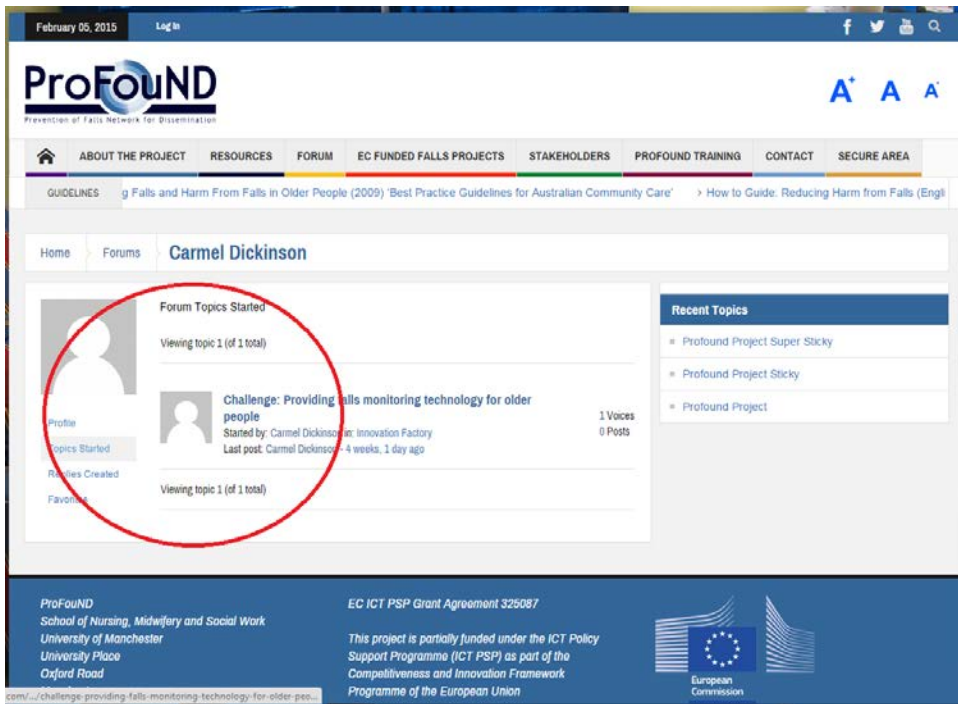 February 05, 2015 Log In
ProFouND
Prevention of Falls Network for Dissemination
A+ A A-
ABOUT THE PROJECT RESOURCES FORUM EC FUNDED FALLS PROJECTS STAKEHOLDERS PROFOUND TRAINING CONTACT SECURE AREA
GUIDELINES g Falls and Harm From Falls in Older People (2009) 'Best Practice Guidelines for Australian Community Care' > How to Guide: Reducing Harm from Falls (Engli
Home Forums Carmel Dickinson
Forum Topics Started
Viewing topic 1 (of 1 total)
Challenge: Providing falls monitoring technology for older
people
Started by: Carmel Dickinson in: Innovation Factory
Last post: Carmel Dickinson - 4 weeks, 1 day ago
1 Voices
0 Posts
Viewing topic 1 (of 1 total)
Profile
Topics Started
Replies Created
Favorites
Recent Topics
Profound Project Super Sticky
Profound Project Sticky
Profound Project
ProFouND
School of Nursing, Midwifery and Social Work
University of Manchester
University Place
Oxford Road
EC ICT PSP Grant Agreement 325087
This project is partially funded under the ICT Policy
Support Programme (ICT PSP) as part of the
Competitiveness and Innovation Framework
Programme of the European Union
European
Commission
com/.../challenge-providing-falls-monitoring-technology-for-older-peo...